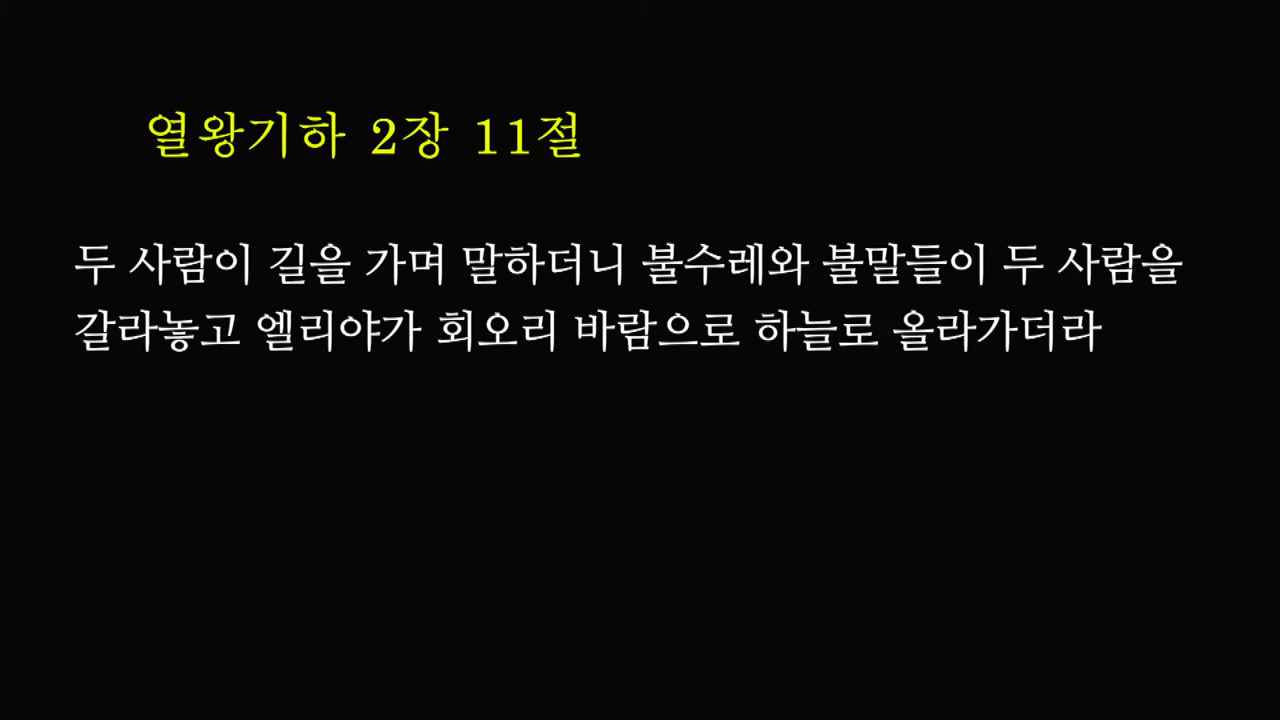 열왕기하 2장 11절
두 사람이 길을 가며 말하더니 불수레와 불말들이 두 사람을
갈라놓고 엘리야가 회오리 바람으로 하늘로 올라가더라